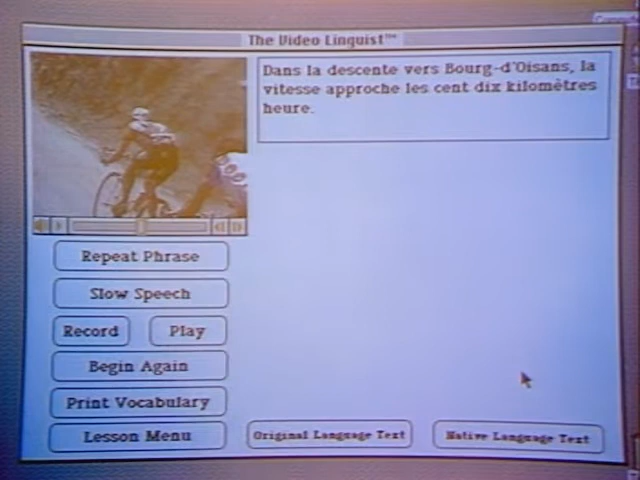 The Video Linguist™
Dans la descente vers Bourg-d'Oisans, la
vitesse approche les cent dix kilomètres
heure.
Repeat Phrase
Slow Speech
Record
Play
Begin Again
Print Vocabulary
Lesson Menu
Original Language Text
Native Language Text